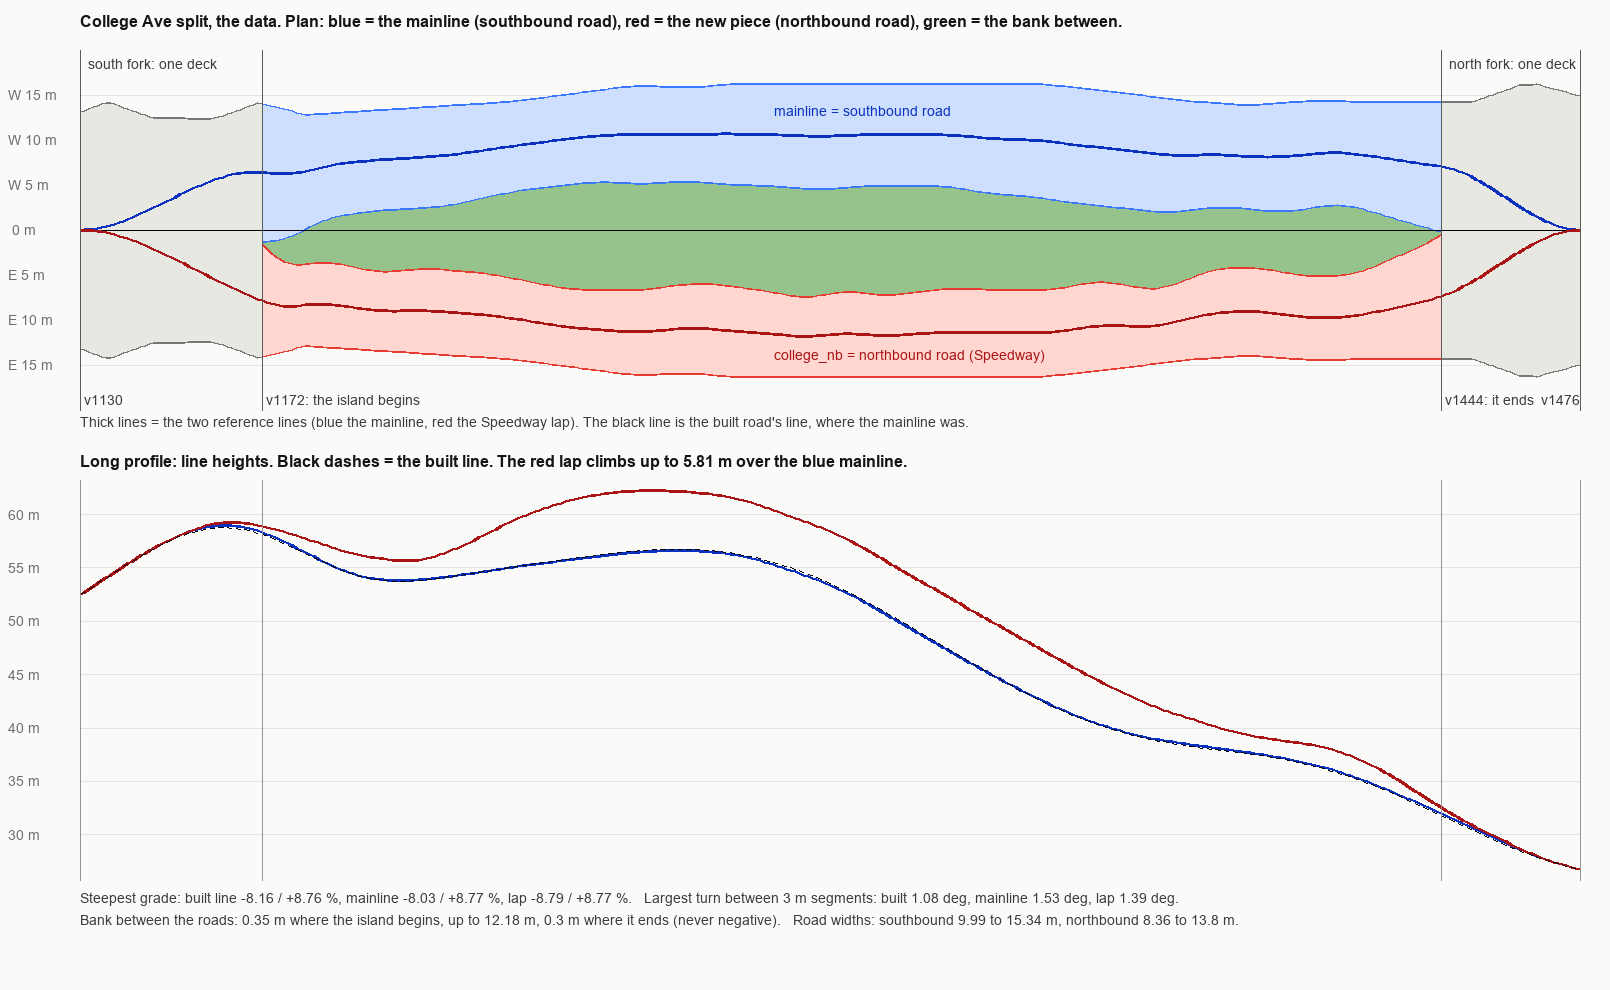 College Ave split, the data. Plan: blue = the mainline (southbound road), red = the new piece (northbound road), green = the bank between.
south fork: one deck
north fork: one deck
W 15 m
mainline = southbound road
W 10 m
W 5 m
0 m
E 5 m
E 10 m
college_nb = northbound road (Speedway)
E 15 m
v1130
v1172: the island begins
v1444: it ends
v1476
Thick lines = the two reference lines (blue the mainline, red the Speedway lap). The black line is the built road's line, where the mainline was.
Long profile: line heights. Black dashes = the built line. The red lap climbs up to 5.81 m over the blue mainline.
60 m
55 m
50 m
45 m
40 m
35 m
30 m
Steepest grade: built line -8.16 / +8.76 %, mainline -8.03 / +8.77 %, lap -8.79 / +8.77 %. Largest turn between 3 m segments: built 1.08 deg, mainline 1.53 deg, lap 1.39 deg.
Bank between the roads: 0.35 m where the island begins, up to 12.18 m, 0.3 m where it ends (never negative). Road widths: southbound 9.99 to 15.34 m, northbound 8.36 to 13.8 m.